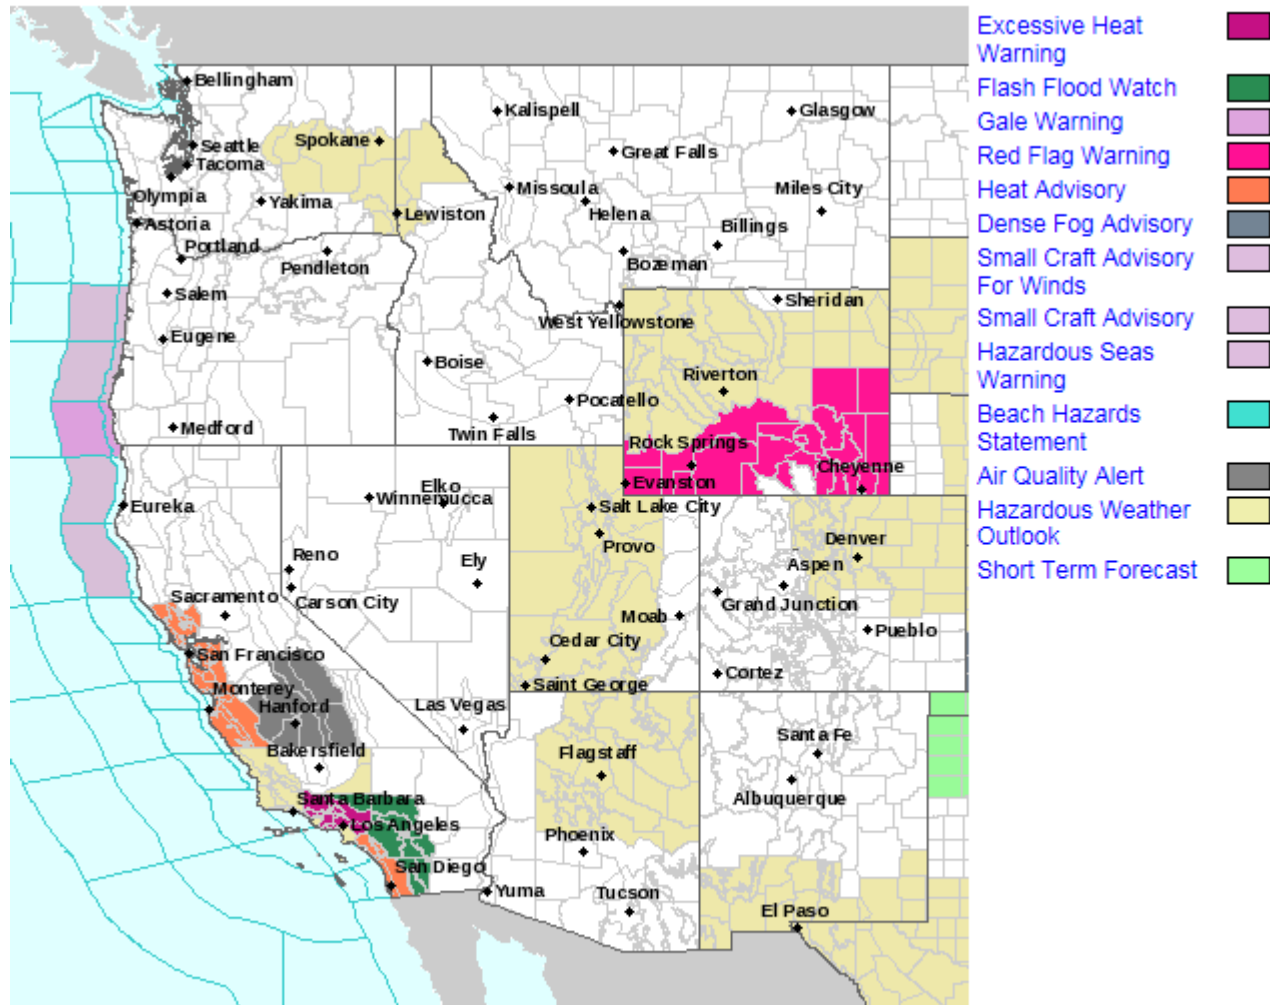 Bellingham
Kalispell
Glasgow
Spokane
Seattle
Great Falls
Tacoma
Missoula
Miles City
Olympia
Yakima
Lewiston
Helena
Astoria
Billings
Portland
Pendleton
Bozeman
Salem
Sheridan
West Yellowstone
Eugene
Boise
Riverton
Pocatello
Medford
Twin Falls
Rock Springs
Cheyenne
Evanston
Elko
Winnemucca
Eureka
Salt Lake City
Provo
Denver
Reno
Ely
Aspen
Sacramento
Carson City
Grand Junction
Moab
Pueblo
Cedar City
San Francisco
Cortez
Saint George
Monterey
Hanford
Las Vegas
Santa Fe
Bakersfield
Flagstaff
Santa Barbara
Albuquerque
Los Angeles
Phoenix
San Diego
Yuma
Tucson
El Paso
Excessive Heat
Warning
Flash Flood Watch
Gale Warning
Red Flag Warning
Heat Advisory
Dense Fog Advisory
Small Craft Advisory
For Winds
Small Craft Advisory
Hazardous Seas
Warning
Beach Hazards
Statement
Air Quality Alert
Hazardous Weather
Outlook
Short Term Forecast